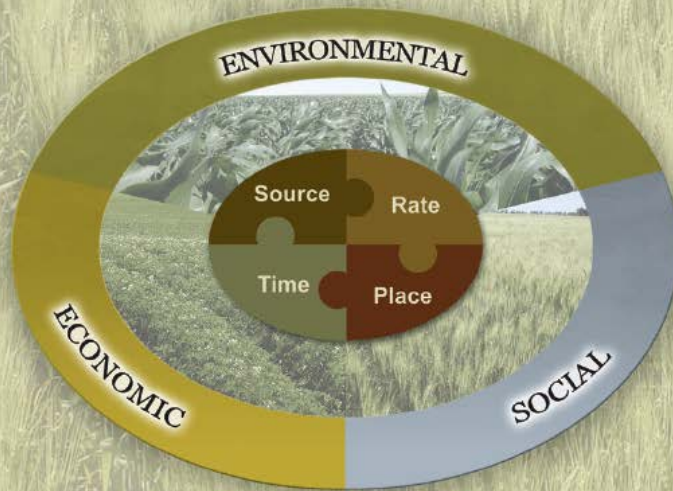 ENVIRONMENTAL
Source
Rate
Time
Place
ECONOMIC
SOCIAL